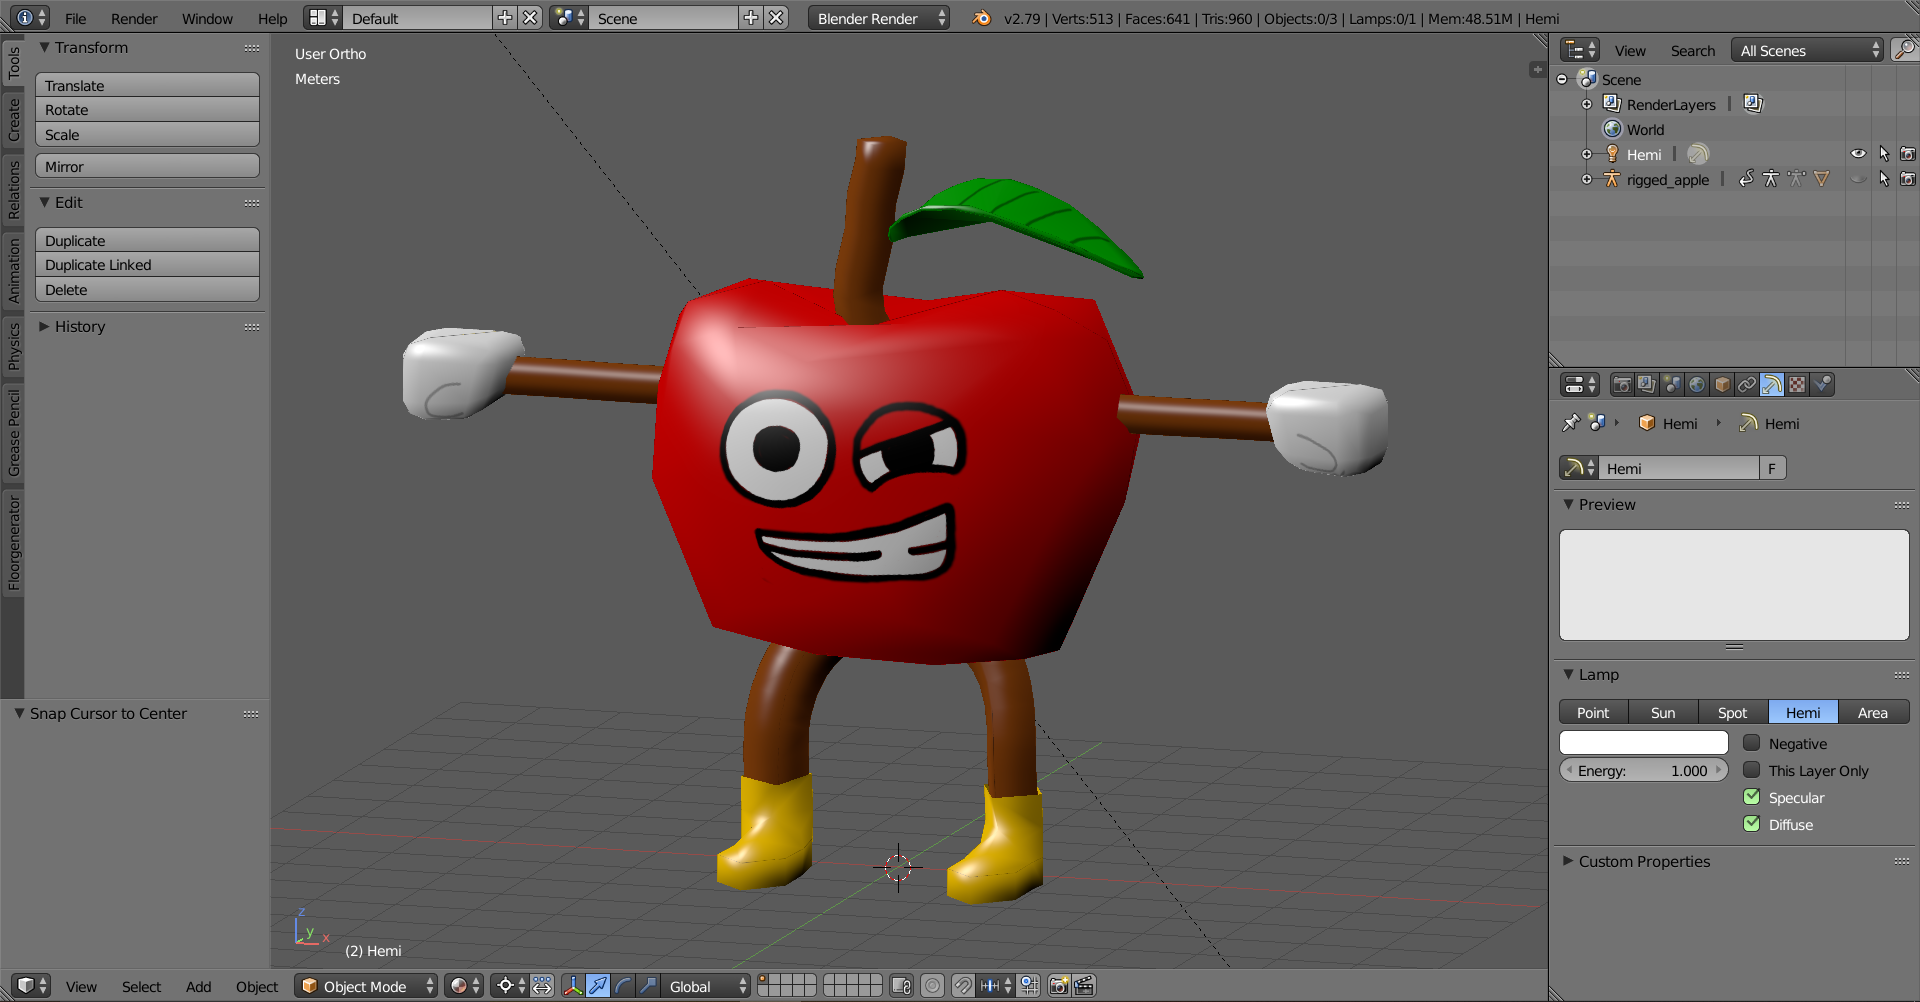 File Render Window Help Default Scene Blender Render v2.79 | Verts:513 | Faces:641 | Tris:960 | Objects:0/3 | Lamps:0/1 | Mem:48.51M | Hemi
Tools
Create
Relations
Animation
Physics
Grease Pencil
Floorgenerator
Transform
Translate
Rotate
Scale
Mirror
Edit
Duplicate
Duplicate Linked
Delete
History
Snap Cursor to Center
User Ortho
Meters
z
y
x
(2) Hemi
View Select Add Object Object Mode Global
View Search All Scenes
Scene
RenderLayers
World
Hemi
rigged_apple
Hemi Hemi
Hemi F
Preview
Lamp
Point Sun Spot Hemi Area
Negative
Energy: 1.000 This Layer Only
Specular
Diffuse
Custom Properties